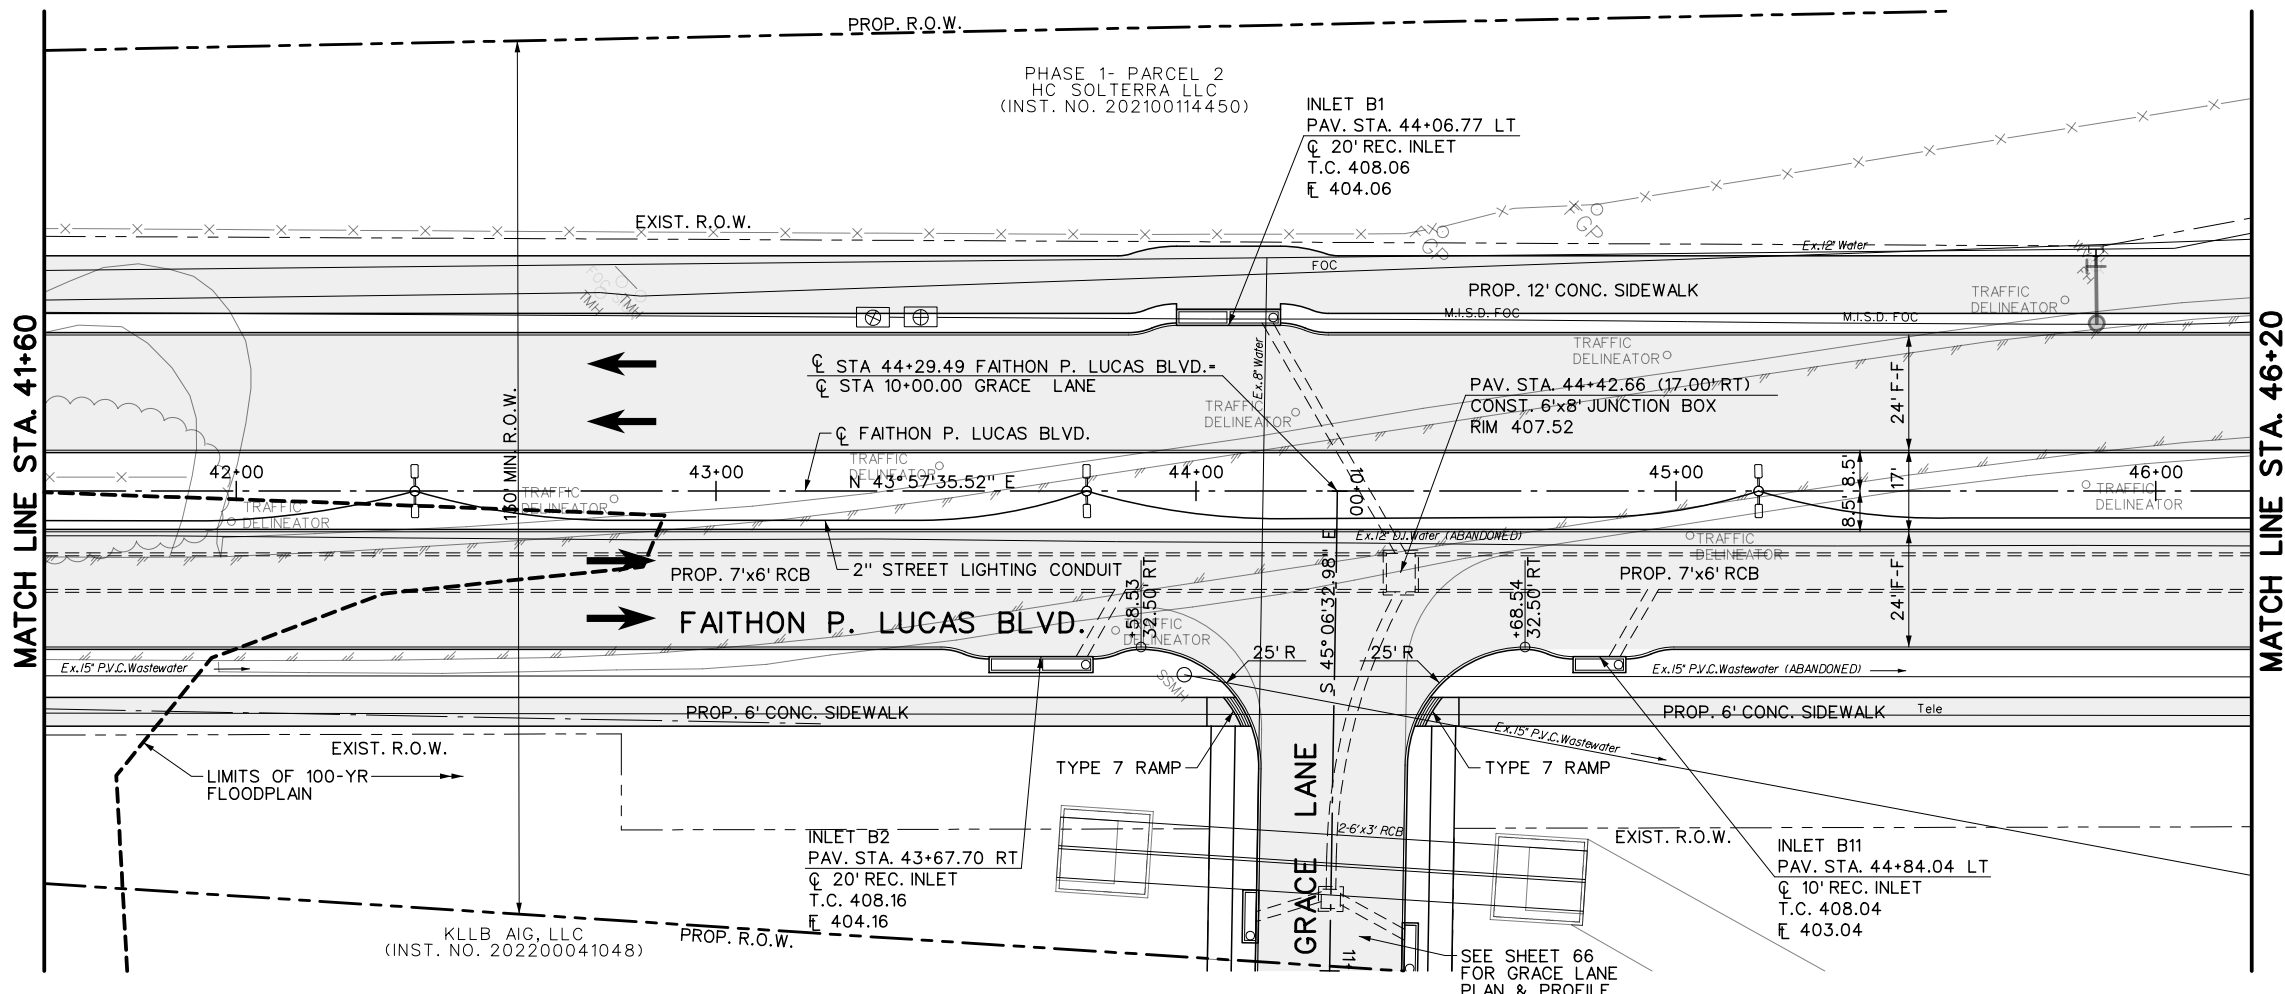 PROP. R.O.W.
PHASE 1- PARCEL 2
HC SOLTERRA LLC
(INST. NO. 202100114450)
INLET B1
PAV. STA. 44+06.77 LT
℄ 20' REC. INLET
T.C. 408.06
FL 404.06
EXIST. R.O.W.
FOC
Ex.12" Water
PROP. 12' CONC. SIDEWALK
M.I.S.D. FOC
M.I.S.D. FOC
TRAFFIC
DELINEATOR
TMH
TMH
GP
GP
FH
MATCH LINE STA. 41+60
MATCH LINE STA. 46+20
130' MIN. R.O.W.
℄ STA 44+29.49 FAITHON P. LUCAS BLVD.=
℄ STA 10+00.00 GRACE LANE
Ex.8" Water
TRAFFIC
DELINEATOR
TRAFFIC
DELINEATOR
PAV. STA. 44+42.66 (17.00' RT)
CONST. 6'x8' JUNCTION BOX
RIM 407.52
24' F-F
℄ FAITHON P. LUCAS BLVD.
TRAFFIC
DELINEATOR
N 43°57'35.52" E
42+00
43+00
44+00
45+00
46+00
10+00
8.5'
8.5'
17'
TRAFFIC
DELINEATOR
TRAFFIC
DELINEATOR
TRAFFIC
DELINEATOR
Ex.12" D.I.Water (ABANDONED)
TRAFFIC
DELINEATOR
PROP. 7'x6' RCB
2" STREET LIGHTING CONDUIT
PROP. 7'x6' RCB
24' F-F
FAITHON P. LUCAS BLVD.
+58.53
32.50' RT
TRAFFIC
DELINEATOR
S 45°06'32.98" E
+68.54
32.50' RT
25' R
25' R
Ex.15" P.V.C.Wastewater
Ex.15" P.V.C.Wastewater (ABANDONED)
SSMH
PROP. 6' CONC. SIDEWALK
PROP. 6' CONC. SIDEWALK
Tele
Ex.15" P.V.C.Wastewater
EXIST. R.O.W.
LIMITS OF 100-YR
FLOODPLAIN
TYPE 7 RAMP
TYPE 7 RAMP
GRACE LANE
2-6'x3' RCB
EXIST. R.O.W.
INLET B2
PAV. STA. 43+67.70 RT
℄ 20' REC. INLET
T.C. 408.16
FL 404.16
INLET B11
PAV. STA. 44+84.04 LT
℄ 10' REC. INLET
T.C. 408.04
FL 403.04
KLLB AIG, LLC
(INST. NO. 202200041048)
PROP. R.O.W.
SEE SHEET 66
FOR GRACE LANE
PLAN & PROFILE